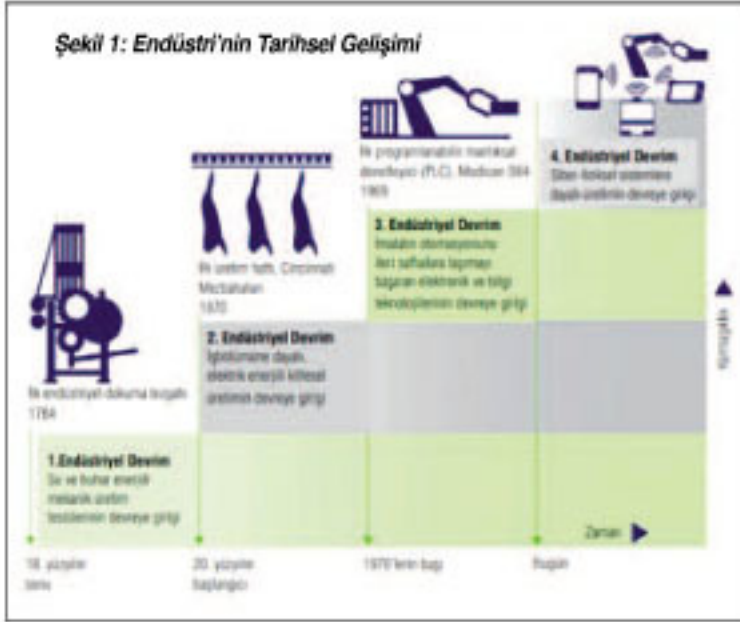 Şekil 1: Endüstri'nin Tarihsel Gelişimi
İlk programlanabilir mantıksal
denetleyici (PLC), Modicon 084
1969
4. Endüstriyel Devrim
Siber-fiziksel sistemlere
dayalı üretimin devreye girişi
3. Endüstriyel Devrim
İmalatın otomasyonunu
ileri safhalara taşımayı
başaran elektronik ve bilgi
teknolojilerinin devreye girişi
İlk üretim hattı, Cincinnati
Mezbahaları
1870
2. Endüstriyel Devrim
İşbölümüne dayalı,
elektrik enerjili kitlesel
üretimin devreye girişi
İlk endüstriyel dokuma tezgahı
1784
1.Endüstriyel Devrim
Su ve buhar enerjili
mekanik üretim
tesislerinin devreye girişi
Karmaşıklık
Zaman
18. yüzyılın
sonu
20. yüzyılın
başlangıcı
1970'lerin başı
Bugün